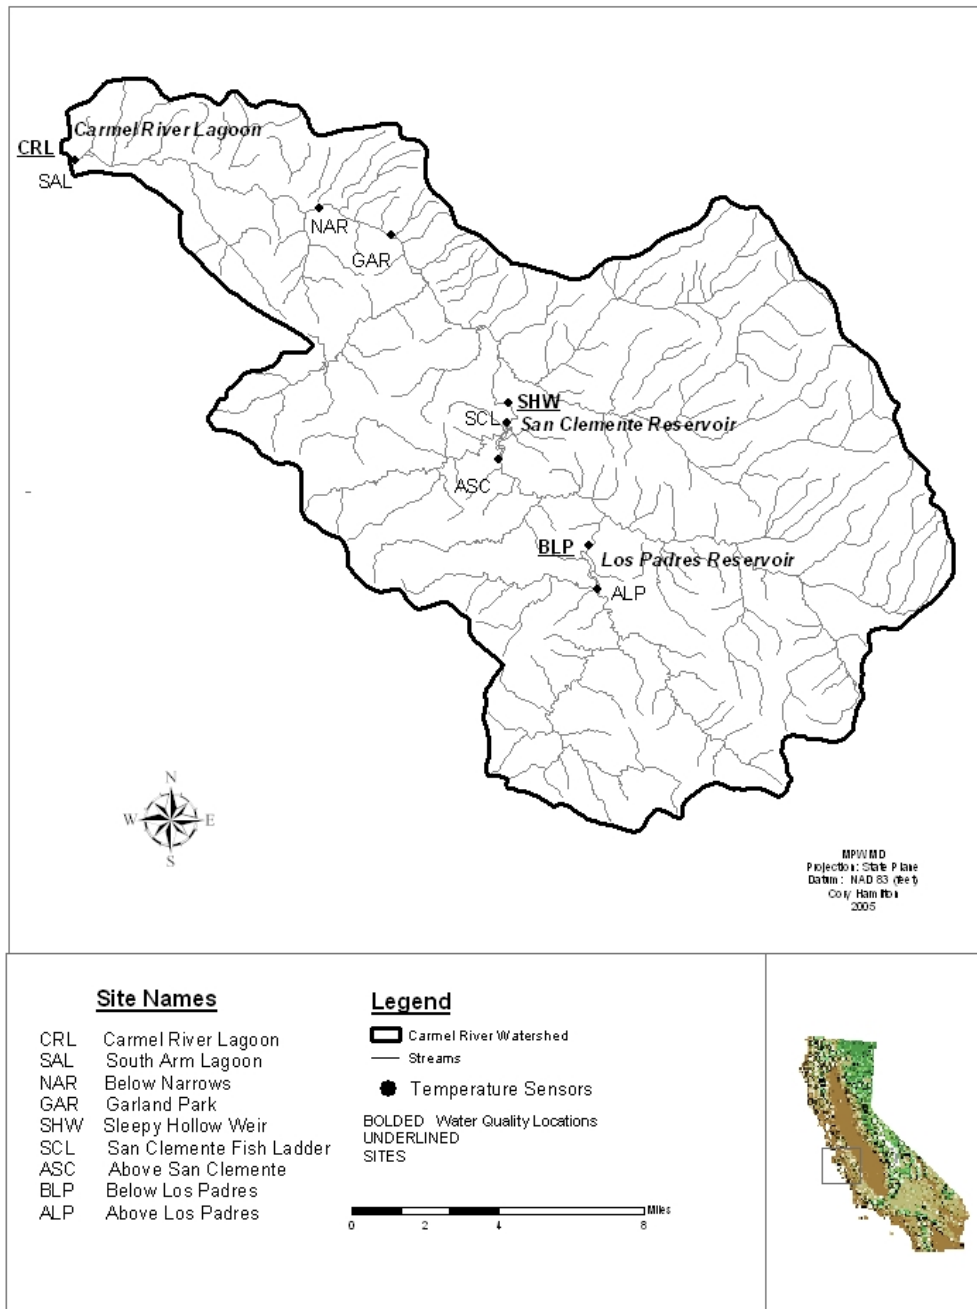 Carmel River Lagoon
CRL
SAL
NAR
GAR
SHW
SCL
San Clemente Reservoir
ASC
BLP
Los Padres Reservoir
ALP
N
W E
S
MPWMD
Projection: State Plane
Datum: NAD 83 (feet)
Cory Hamilton
2005
Site Names
CRL Carmel River Lagoon
SAL South Arm Lagoon
NAR Below Narrows
GAR Garland Park
SHW Sleepy Hollow Weir
SCL San Clemente Fish Ladder
ASC Above San Clemente
BLP Below Los Padres
ALP Above Los Padres
Legend
Carmel River Watershed
Streams
Temperature Sensors
BOLDED Water Quality Locations
UNDERLINED
SITES
Miles
0 2 4 8